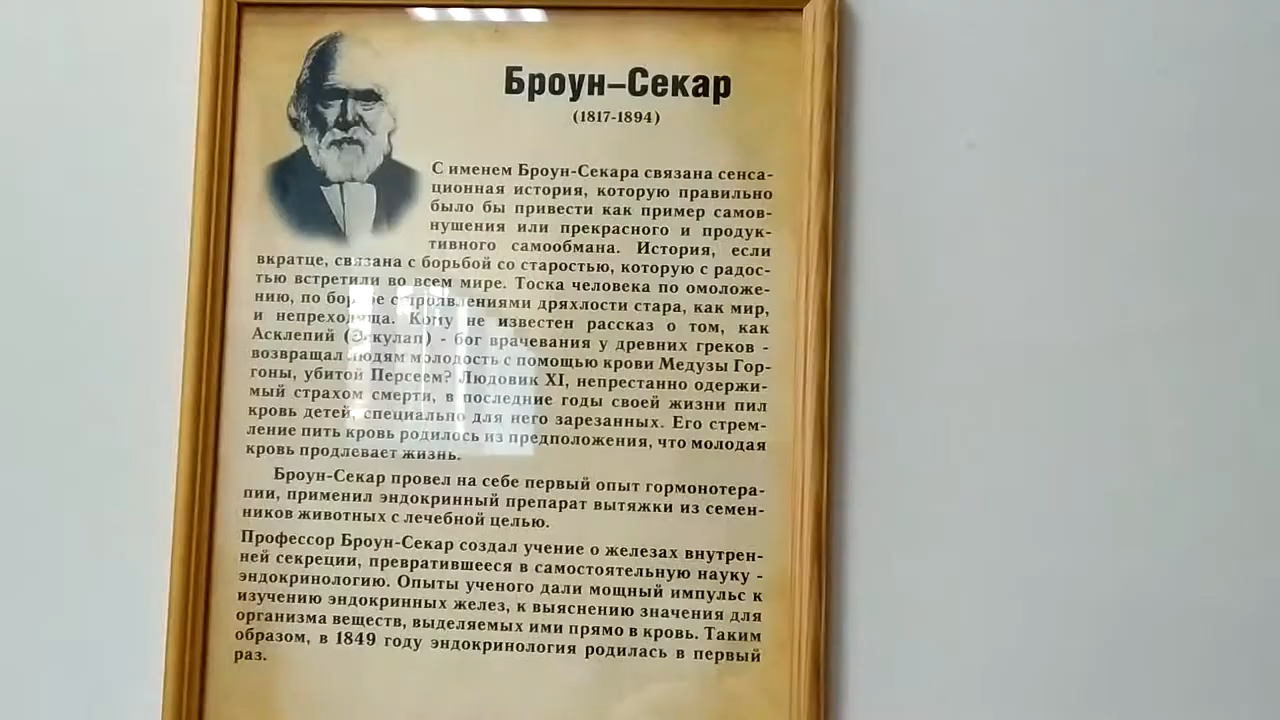 Броун–Секар
(1817-1894)
С именем Броун-Секара связана сенса-
ционная история, которую правильно
было бы привести как пример самов-
нушения или прекрасного и продук-
тивного самообмана. История, если
вкратце, связана с борьбой со старостью, которую с радос-
тью встретили во всем мире. Тоска человека по омоложе-
нию, по борьбе с проявлениями дряхлости стара, как мир,
и непреходяща. Кому не известен рассказ о том, как
Асклепий (Эскулап) - бог врачевания у древних греков -
возвращал людям молодость с помощью крови Медузы Гор-
гоны, убитой Персеем? Людовик XI, непрестанно одержи-
мый страхом смерти, в последние годы своей жизни пил
кровь детей, специально для него зарезанных. Его стрем-
ление пить кровь родилось из предположения, что молодая
кровь продлевает жизнь.
Броун-Секар провел на себе первый опыт гормонотера-
пии, применил эндокринный препарат вытяжки из семен-
ников животных с лечебной целью.
Профессор Броун-Секар создал учение о железах внутрен-
ней секреции, превратившееся в самостоятельную науку -
эндокринологию. Опыты ученого дали мощный импульс к
изучению эндокринных желез, к выяснению значения для
организма веществ, выделяемых ими прямо в кровь. Таким
образом, в 1849 году эндокринология родилась в первый
раз.